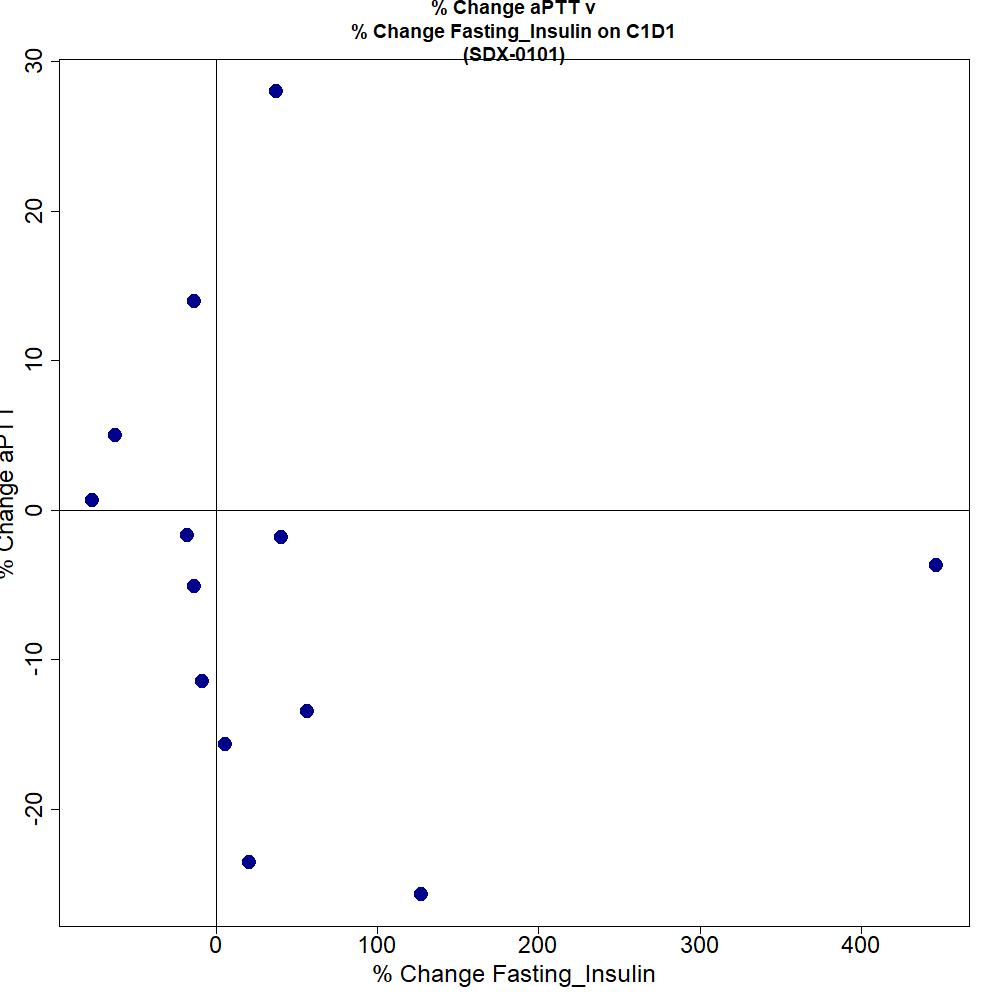 % Change aPTT v
% Change Fasting_Insulin on C1D1
(SDX-0101)
30
20
10
0
-10
-20
% Change aPTT
0 100 200 300 400
% Change Fasting_Insulin